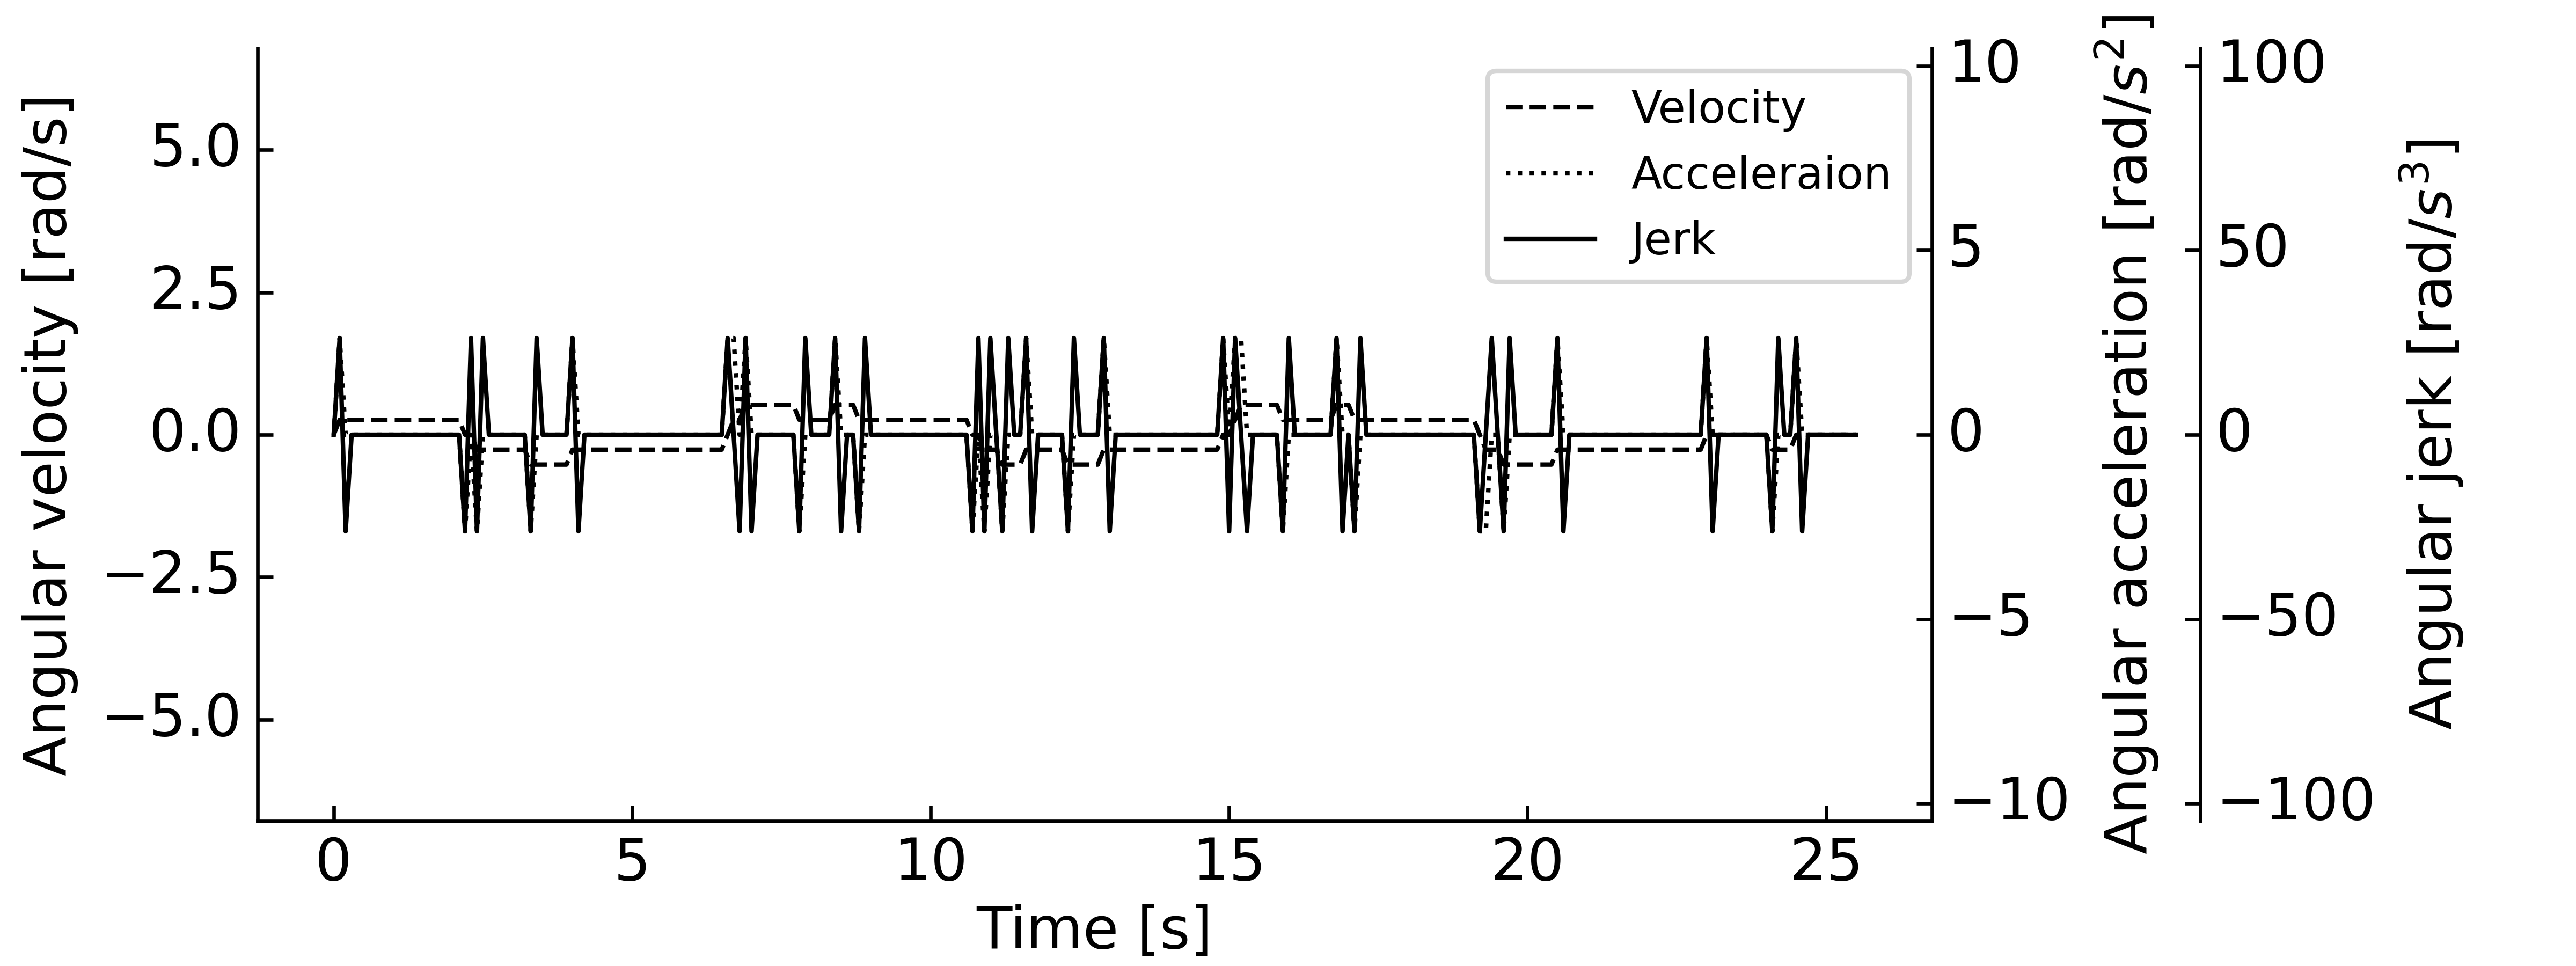 Angular velocity [rad/s]
5.0
2.5
0.0
−2.5
−5.0
0 5 10 15 20 25
Time [s]
Velocity
Acceleraion
Jerk
10
5
0
−5
−10
Angular acceleration [rad/s²]
100
50
0
−50
−100
Angular jerk [rad/s³]